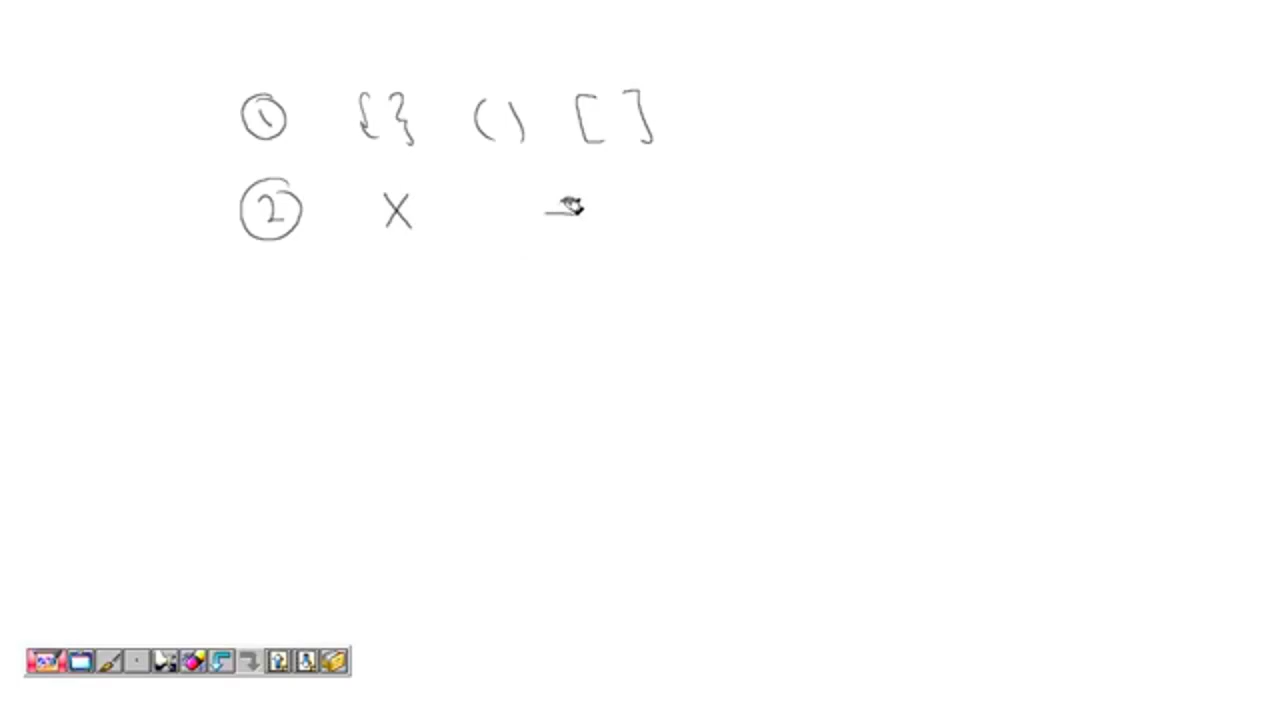 ① {} () []
② X —